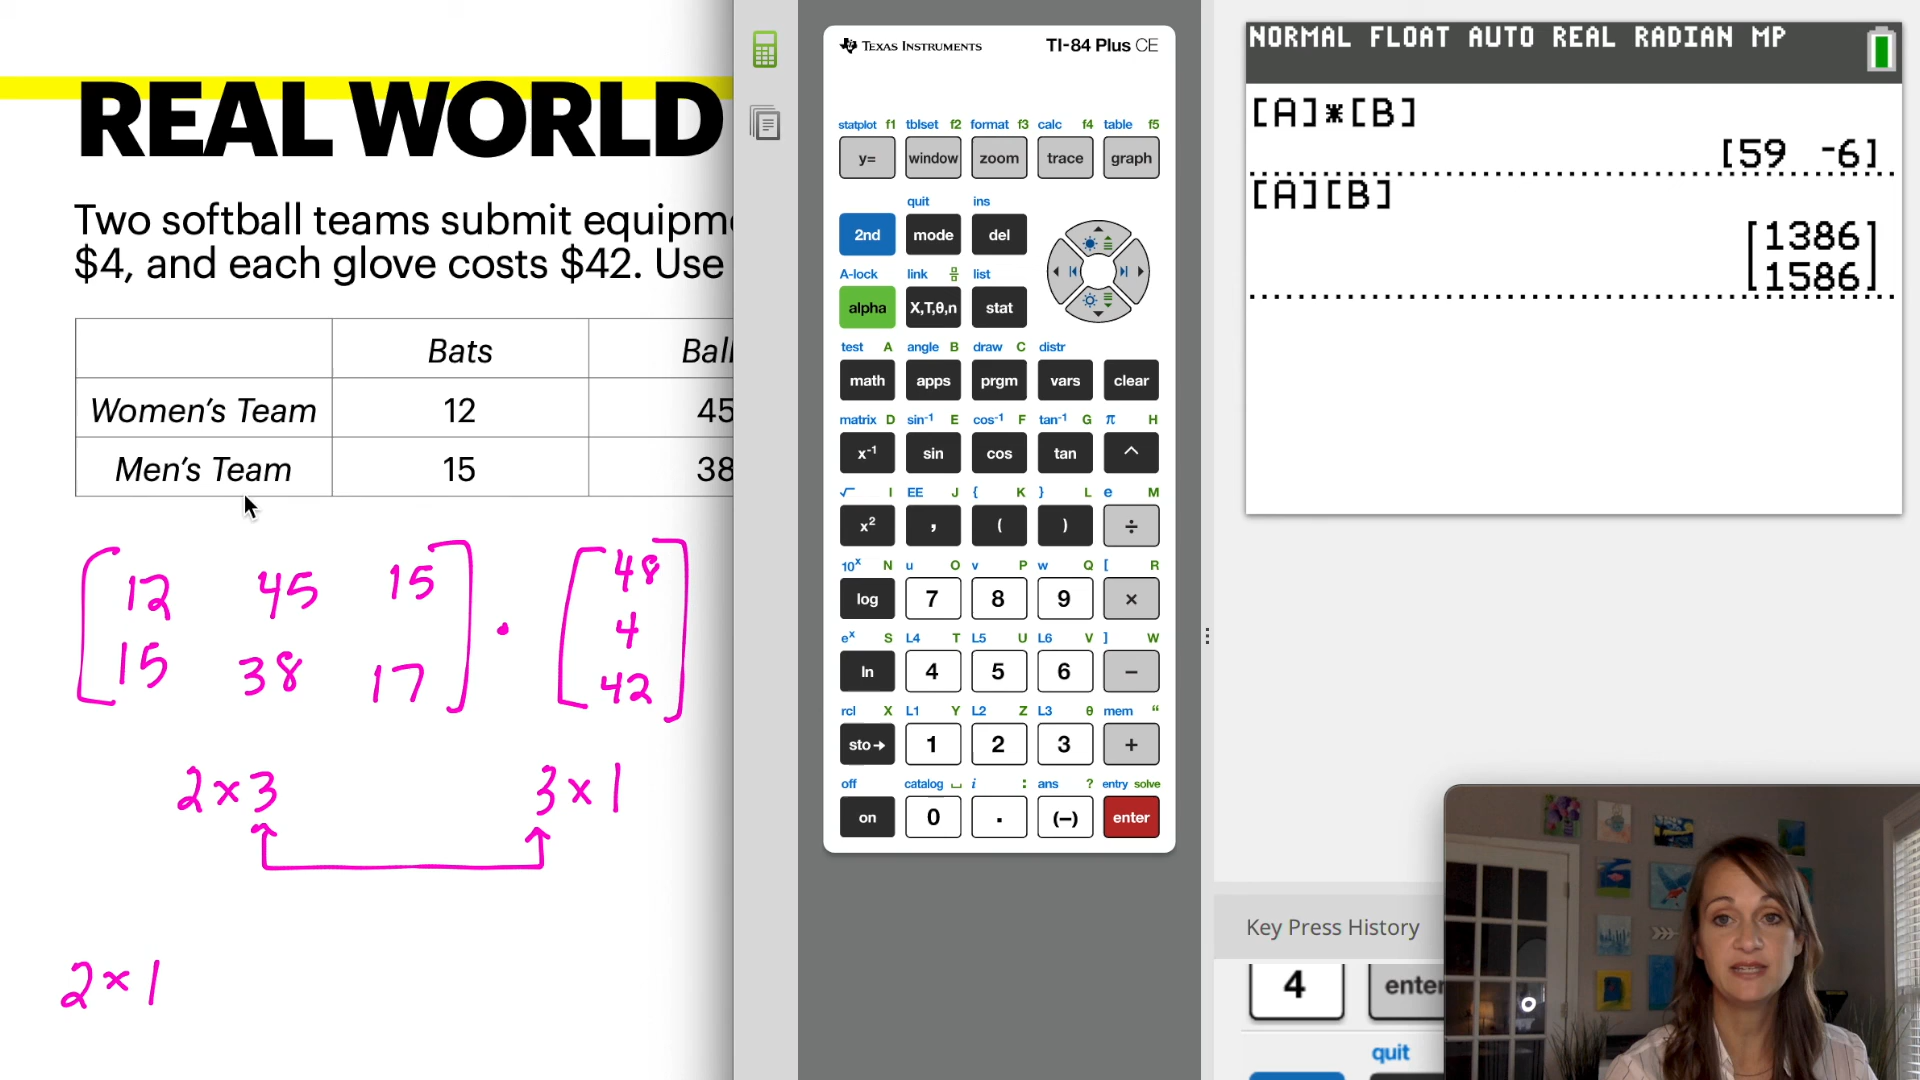 REAL WORLD
Two softball teams submit equipm
$4, and each glove costs $42. Use
Bats Ball
Women's Team 12 45
Men's Team 15 38
12 45 15
15 38 17
·
48
4
42
2×3 3×1
2×1
TEXAS INSTRUMENTS TI-84 Plus CE
statplot f1 tblset f2 format f3 calc f4 table f5
y= window zoom trace graph
quit ins
2nd mode del
A-lock link list
alpha X,T,θ,n stat
test A angle B draw C distr
math apps prgm vars clear
matrix D sin-1 E cos-1 F tan-1 G π H
x-1 sin cos tan ^
√ I EE J { K } L e M
x2 , ( ) ÷
10x N u O v P w Q [ R
log 7 8 9 ×
ex S L4 T L5 U L6 V ] W
ln 4 5 6 −
rcl X L1 Y L2 Z L3 θ mem "
sto→ 1 2 3 +
off catalog ⎵ i : ans ? entry solve
on 0 . (−) enter
NORMAL FLOAT AUTO REAL RADIAN MP
[A]*[B]
[59 -6]
[A][B]
[1386]
[1586]
Key Press History
4 enter
quit